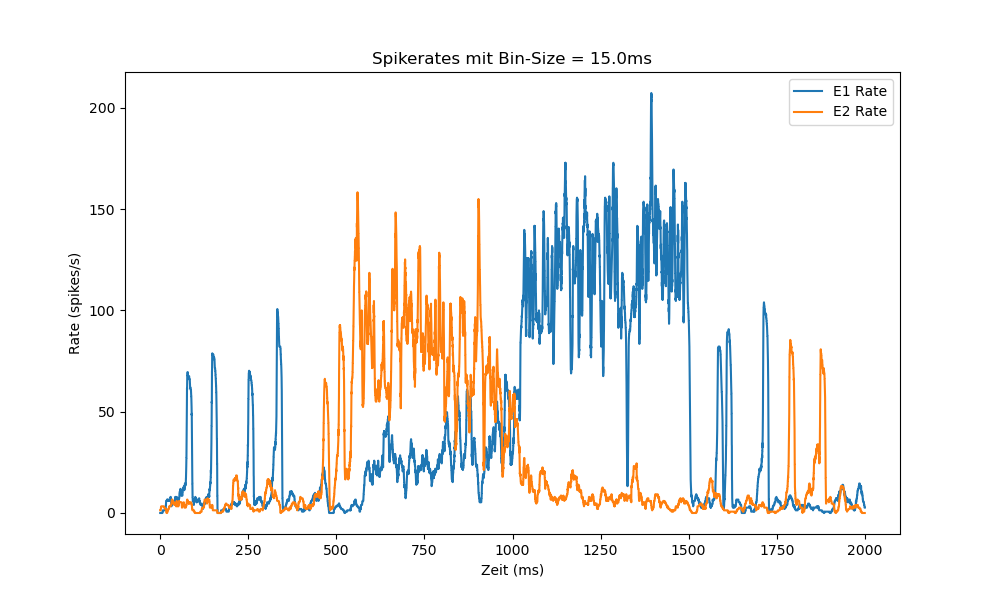 Spikerates mit Bin-Size = 15.0ms
E1 Rate
E2 Rate
Rate (spikes/s)
200
150
100
50
0
0 250 500 750 1000 1250 1500 1750 2000
Zeit (ms)